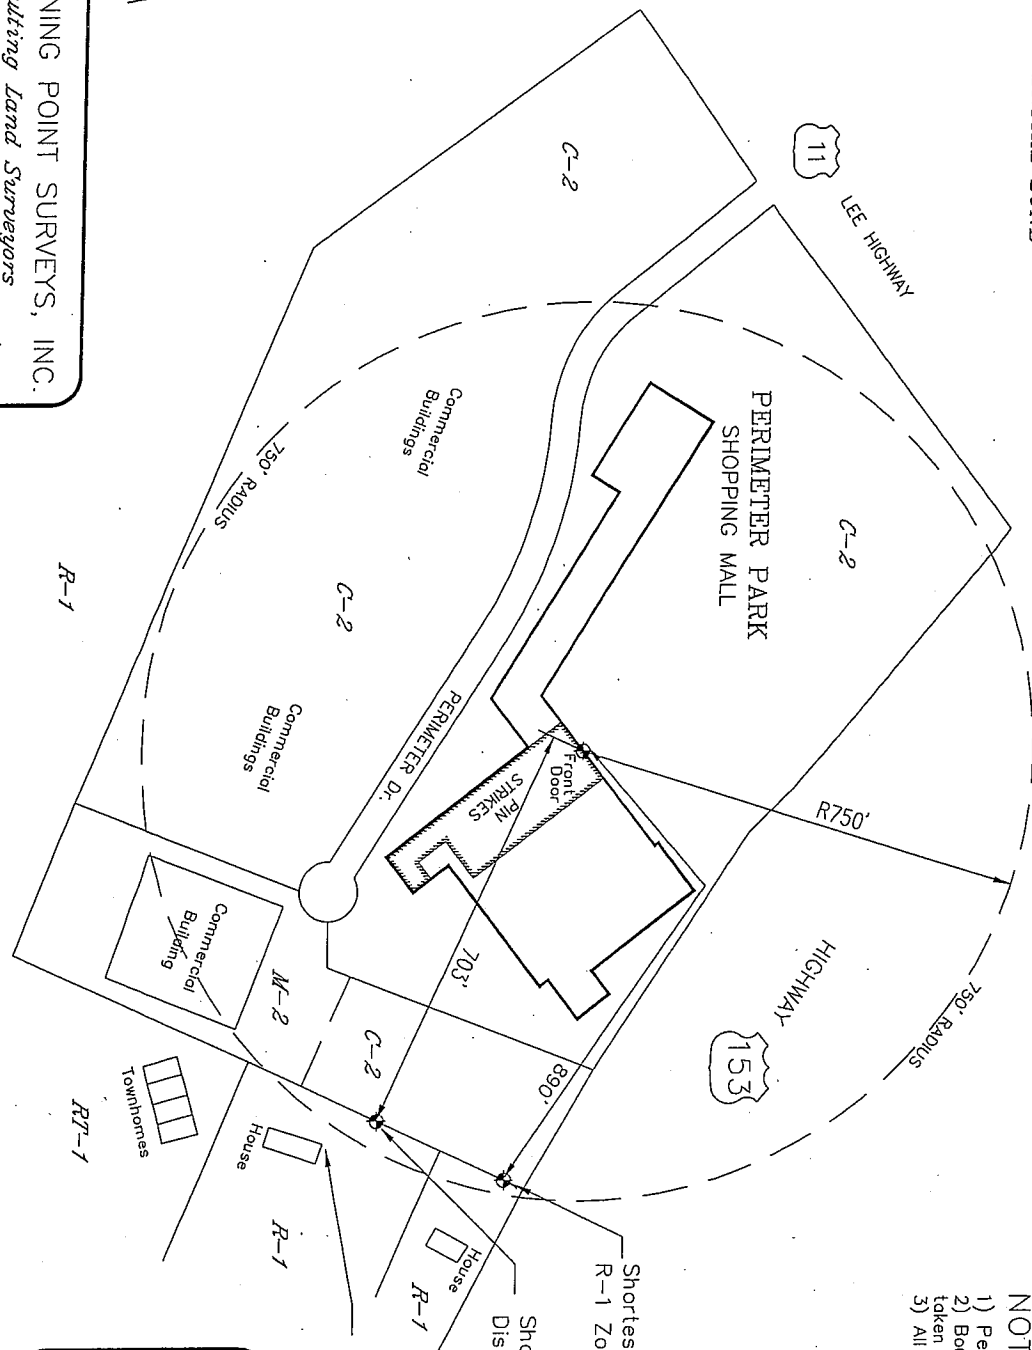 NING POINT SURVEYS, INC.
ulting Land Surveyors
11
LEE HIGHWAY
C-2
PERIMETER PARK
SHOPPING MALL
C-2
Commercial
Buildings
750' RADIUS
C-2
R-1
Commercial
Buildings
PERIMETER Dr.
Front
Door
PIN
STRIKES
R750'
HIGHWAY
153
750' RADIUS
703'
890'
Commercial
Building
M-2
C-2
Townhomes
RT-1
House
R-1
House
R-1
Shortes
R-1 Zo
Sho
Dis
NOT
1) Pe
2) Bo
taken
3) All